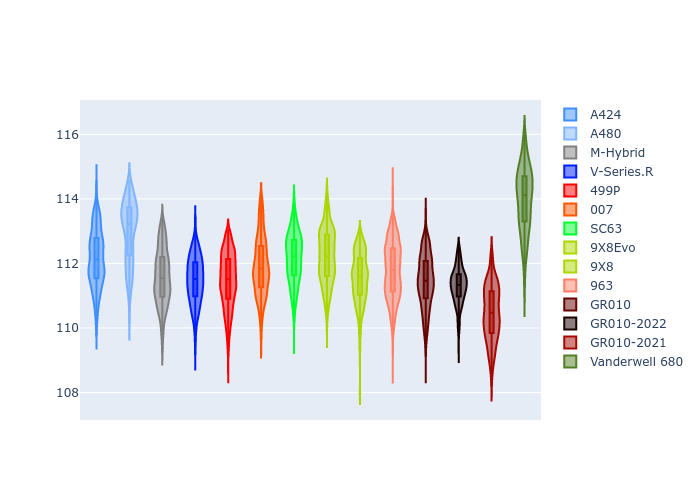 116
114
112
110
108
A424
A480
M-Hybrid
V-Series.R
499P
007
SC63
9X8Evo
9X8
963
GR010
GR010-2022
GR010-2021
Vanderwell 680